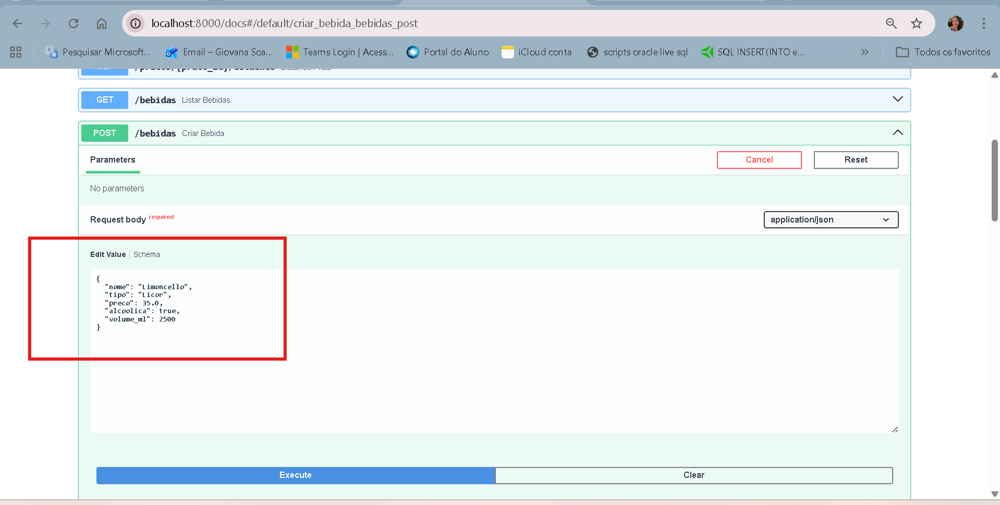 localhost:8000/docs#/default/criar_bebida_bebidas_post
Pesquisar Microsoft...
Email – Giovana Soa...
Teams Login | Acess...
Portal do Aluno
iCloud conta
scripts oracle live sql
SQL INSERT(INTO e...
Todos os favoritos
GET /bebidas Listar Bebidas
POST /bebidas Criar Bebida
Parameters
Cancel
Reset
No parameters
Request body required
application/json
Edit Value | Schema
{
"nome": "Limoncello",
"tipo": "Licor",
"preco": 35.0,
"alcoolica": true,
"volume_ml": 2500
}
Execute
Clear